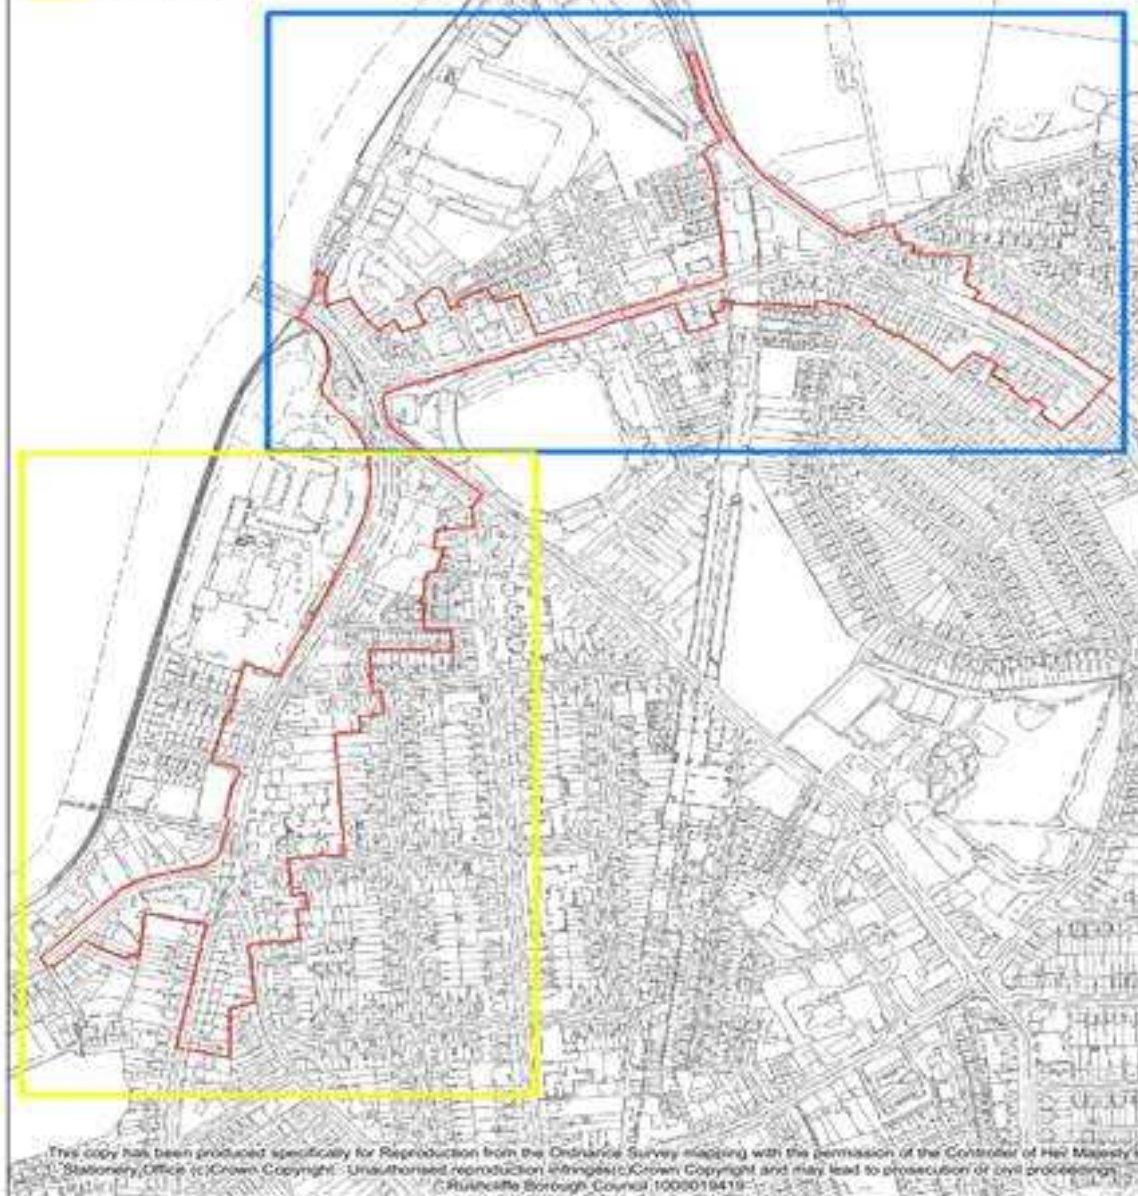 This copy has been produced specifically for Reproduction from the Ordnance Survey mapping with the permission of the Controller of Her Majesty's
Stationery Office (c)Crown Copyright. Unauthorised reproduction infringes(c)Crown Copyright and may lead to prosecution or civil proceedings
Rushcliffe Borough Council 1000019419